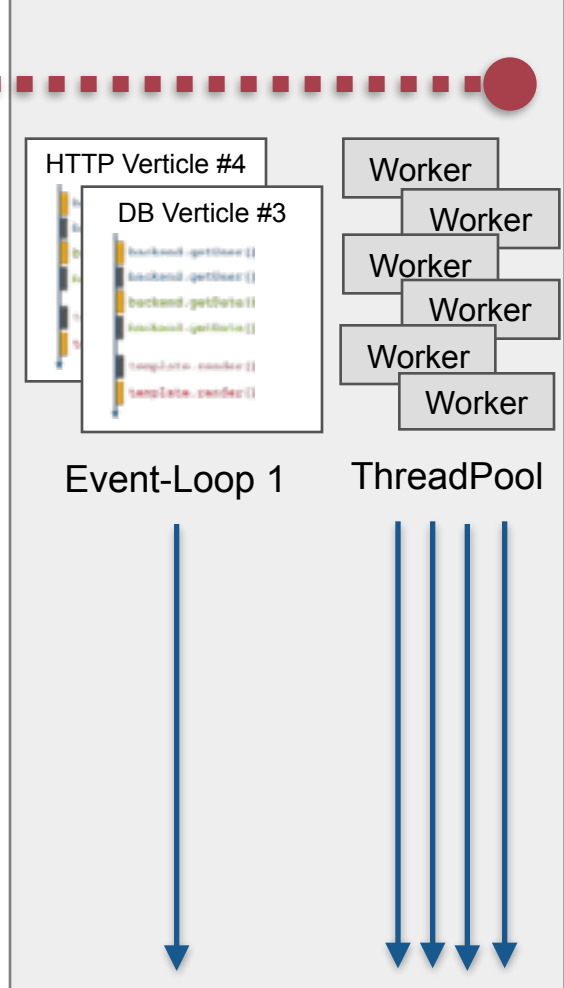 HTTP Verticle #4
DB Verticle #3
backend.getUser()
backend.getUser()
backend.getData()
backend.getData()
template.render()
template.render()
Worker
Worker
Worker
Worker
Worker
Worker
Event-Loop 1
ThreadPool